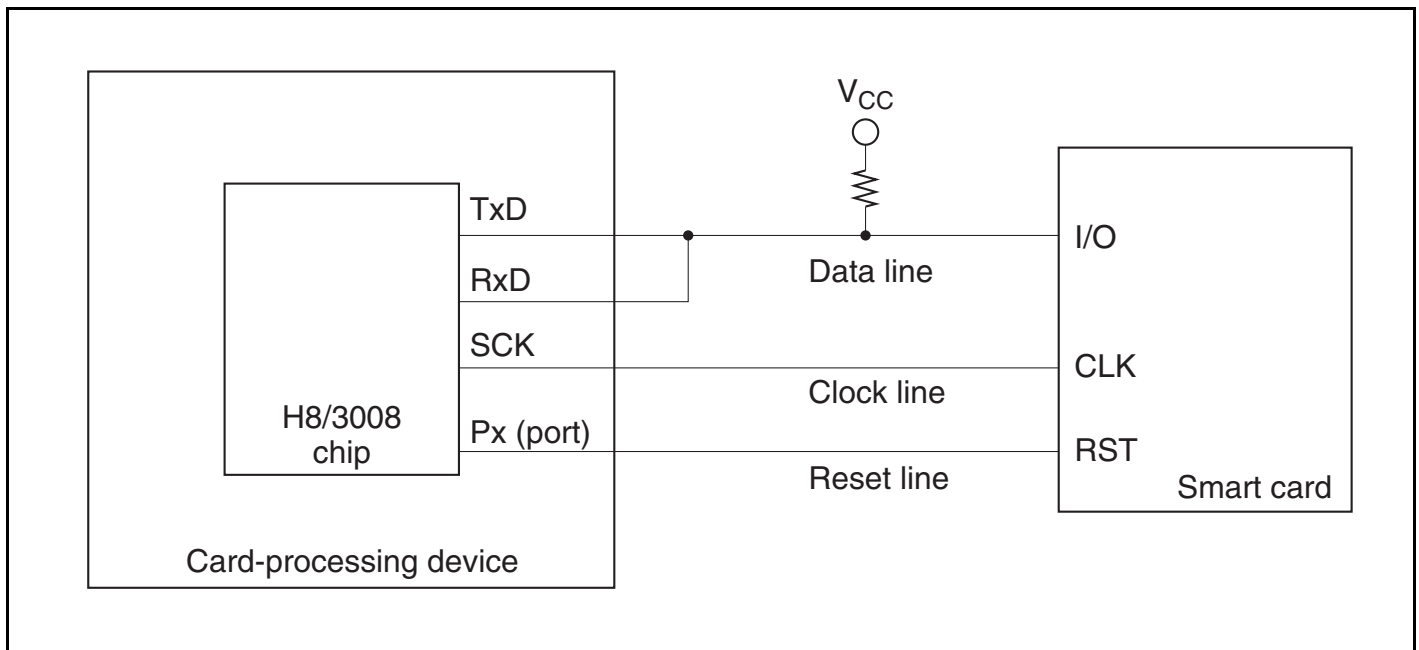 VCC
TxD
I/O
RxD
Data line
SCK
CLK
Clock line
H8/3008
chip
Px (port)
RST
Reset line
Smart card
Card-processing device